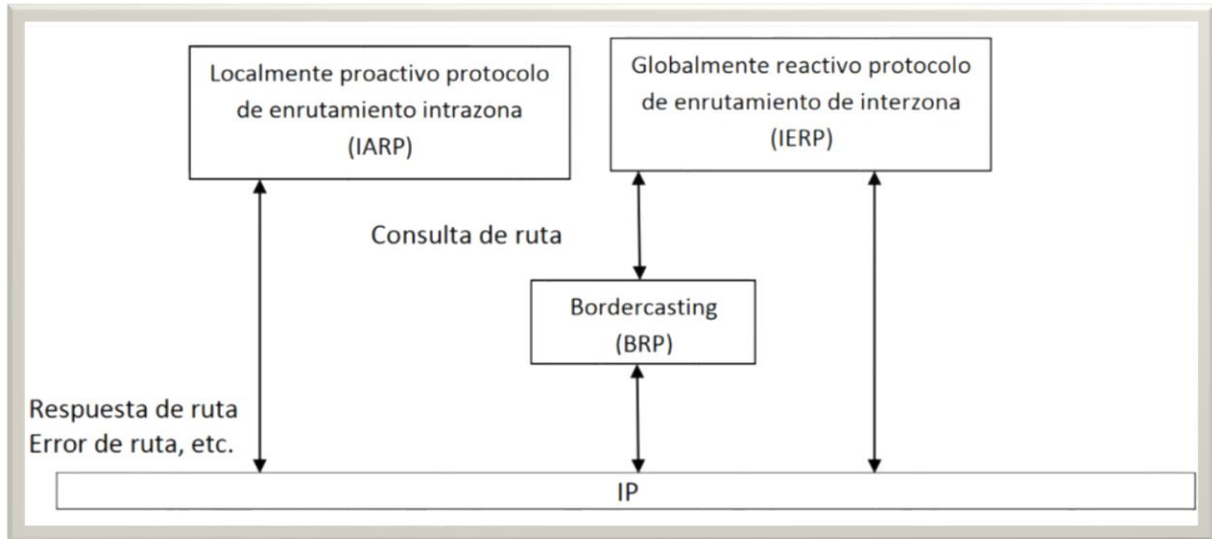 Localmente proactivo protocolo
de enrutamiento intrazona
(IARP)
Globalmente reactivo protocolo
de enrutamiento de interzona
(IERP)
Consulta de ruta
Bordercasting
(BRP)
Respuesta de ruta
Error de ruta, etc.
IP